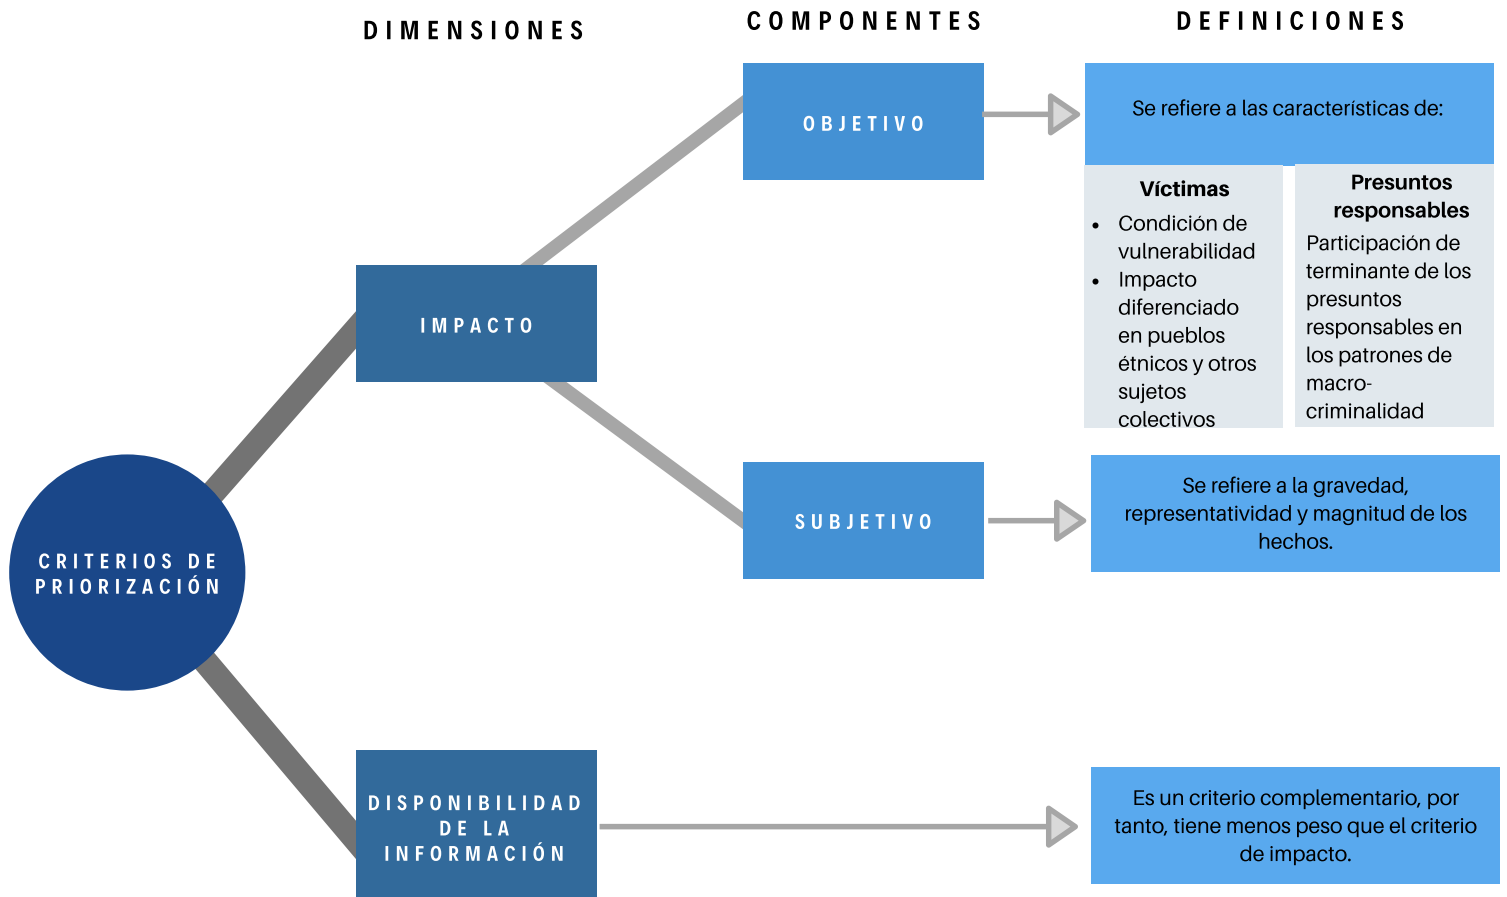 DIMENSIONES
COMPONENTES
DEFINICIONES
CRITERIOS DE
PRIORIZACIÓN
IMPACTO
OBJETIVO
Se refiere a las características de:
Víctimas
• Condición de
vulnerabilidad
• Impacto
diferenciado
en pueblos
étnicos y otros
sujetos
colectivos
Presuntos
responsables
Participación de
terminante de los
presuntos
responsables en
los patrones de
macro-
criminalidad
SUBJETIVO
Se refiere a la gravedad,
representatividad y magnitud de los
hechos.
DISPONIBILIDAD
DE LA
INFORMACIÓN
Es un criterio complementario, por
tanto, tiene menos peso que el criterio
de impacto.